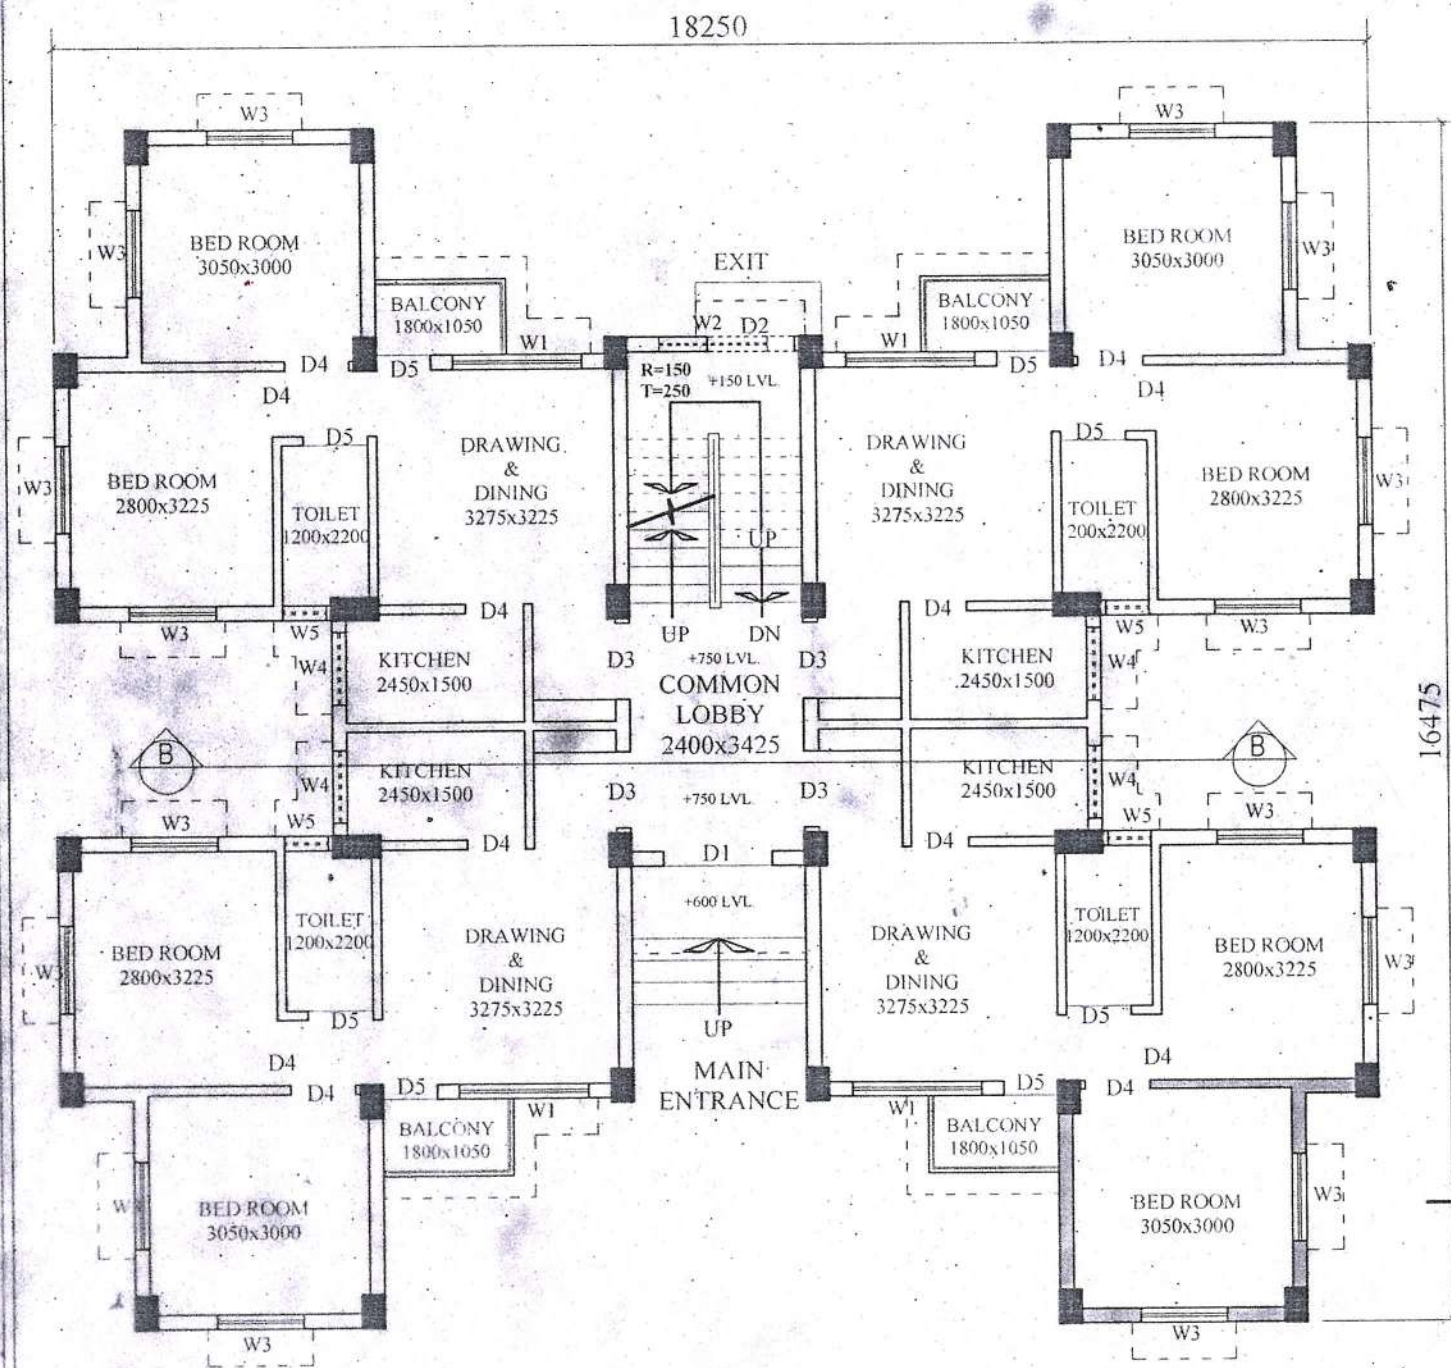 18250
W3
W3
BED ROOM
3050x3000
W3
BED ROOM
3050x3000
W3
EXIT
BALCONY
1800x1050
W1
W2
D2
BALCONY
1800x1050
W1
D4
D5
R=150
T=250
+150 LVL.
D5
D4
D4
D4
D5
D5
DRAWING
&
DINING
3275x3225
DRAWING
&
DINING
3275x3225
BED ROOM
2800x3225
W3
BED ROOM
2800x3225
W3
TOILET
1200x2200
TOILET
200x2200
UP
D4
D4
W3
W5
UP
DN
W5
W3
W4
KITCHEN
2450x1500
D3
+750 LVL.
D3
KITCHEN
2450x1500
W4
COMMON
LOBBY
2400x3425
16475
B
B
W4
KITCHEN
2450x1500
D3
+750 LVL.
D3
KITCHEN
2450x1500
W4
W3
W5
W5
W3
D4
D1
D4
+600 LVL.
TOILET
1200x2200
TOILET
1200x2200
DRAWING
&
DINING
3275x3225
DRAWING
&
DINING
3275x3225
BED ROOM
2800x3225
W3
BED ROOM
2800x3225
W3
D5
UP
D5
D4
D4
MAIN
ENTRANCE
D4
D5
D5
D4
W1
W1
BALCONY
1800x1050
BALCONY
1800x1050
BED ROOM
3050x3000
BED ROOM
3050x3000
W3
W3
W3